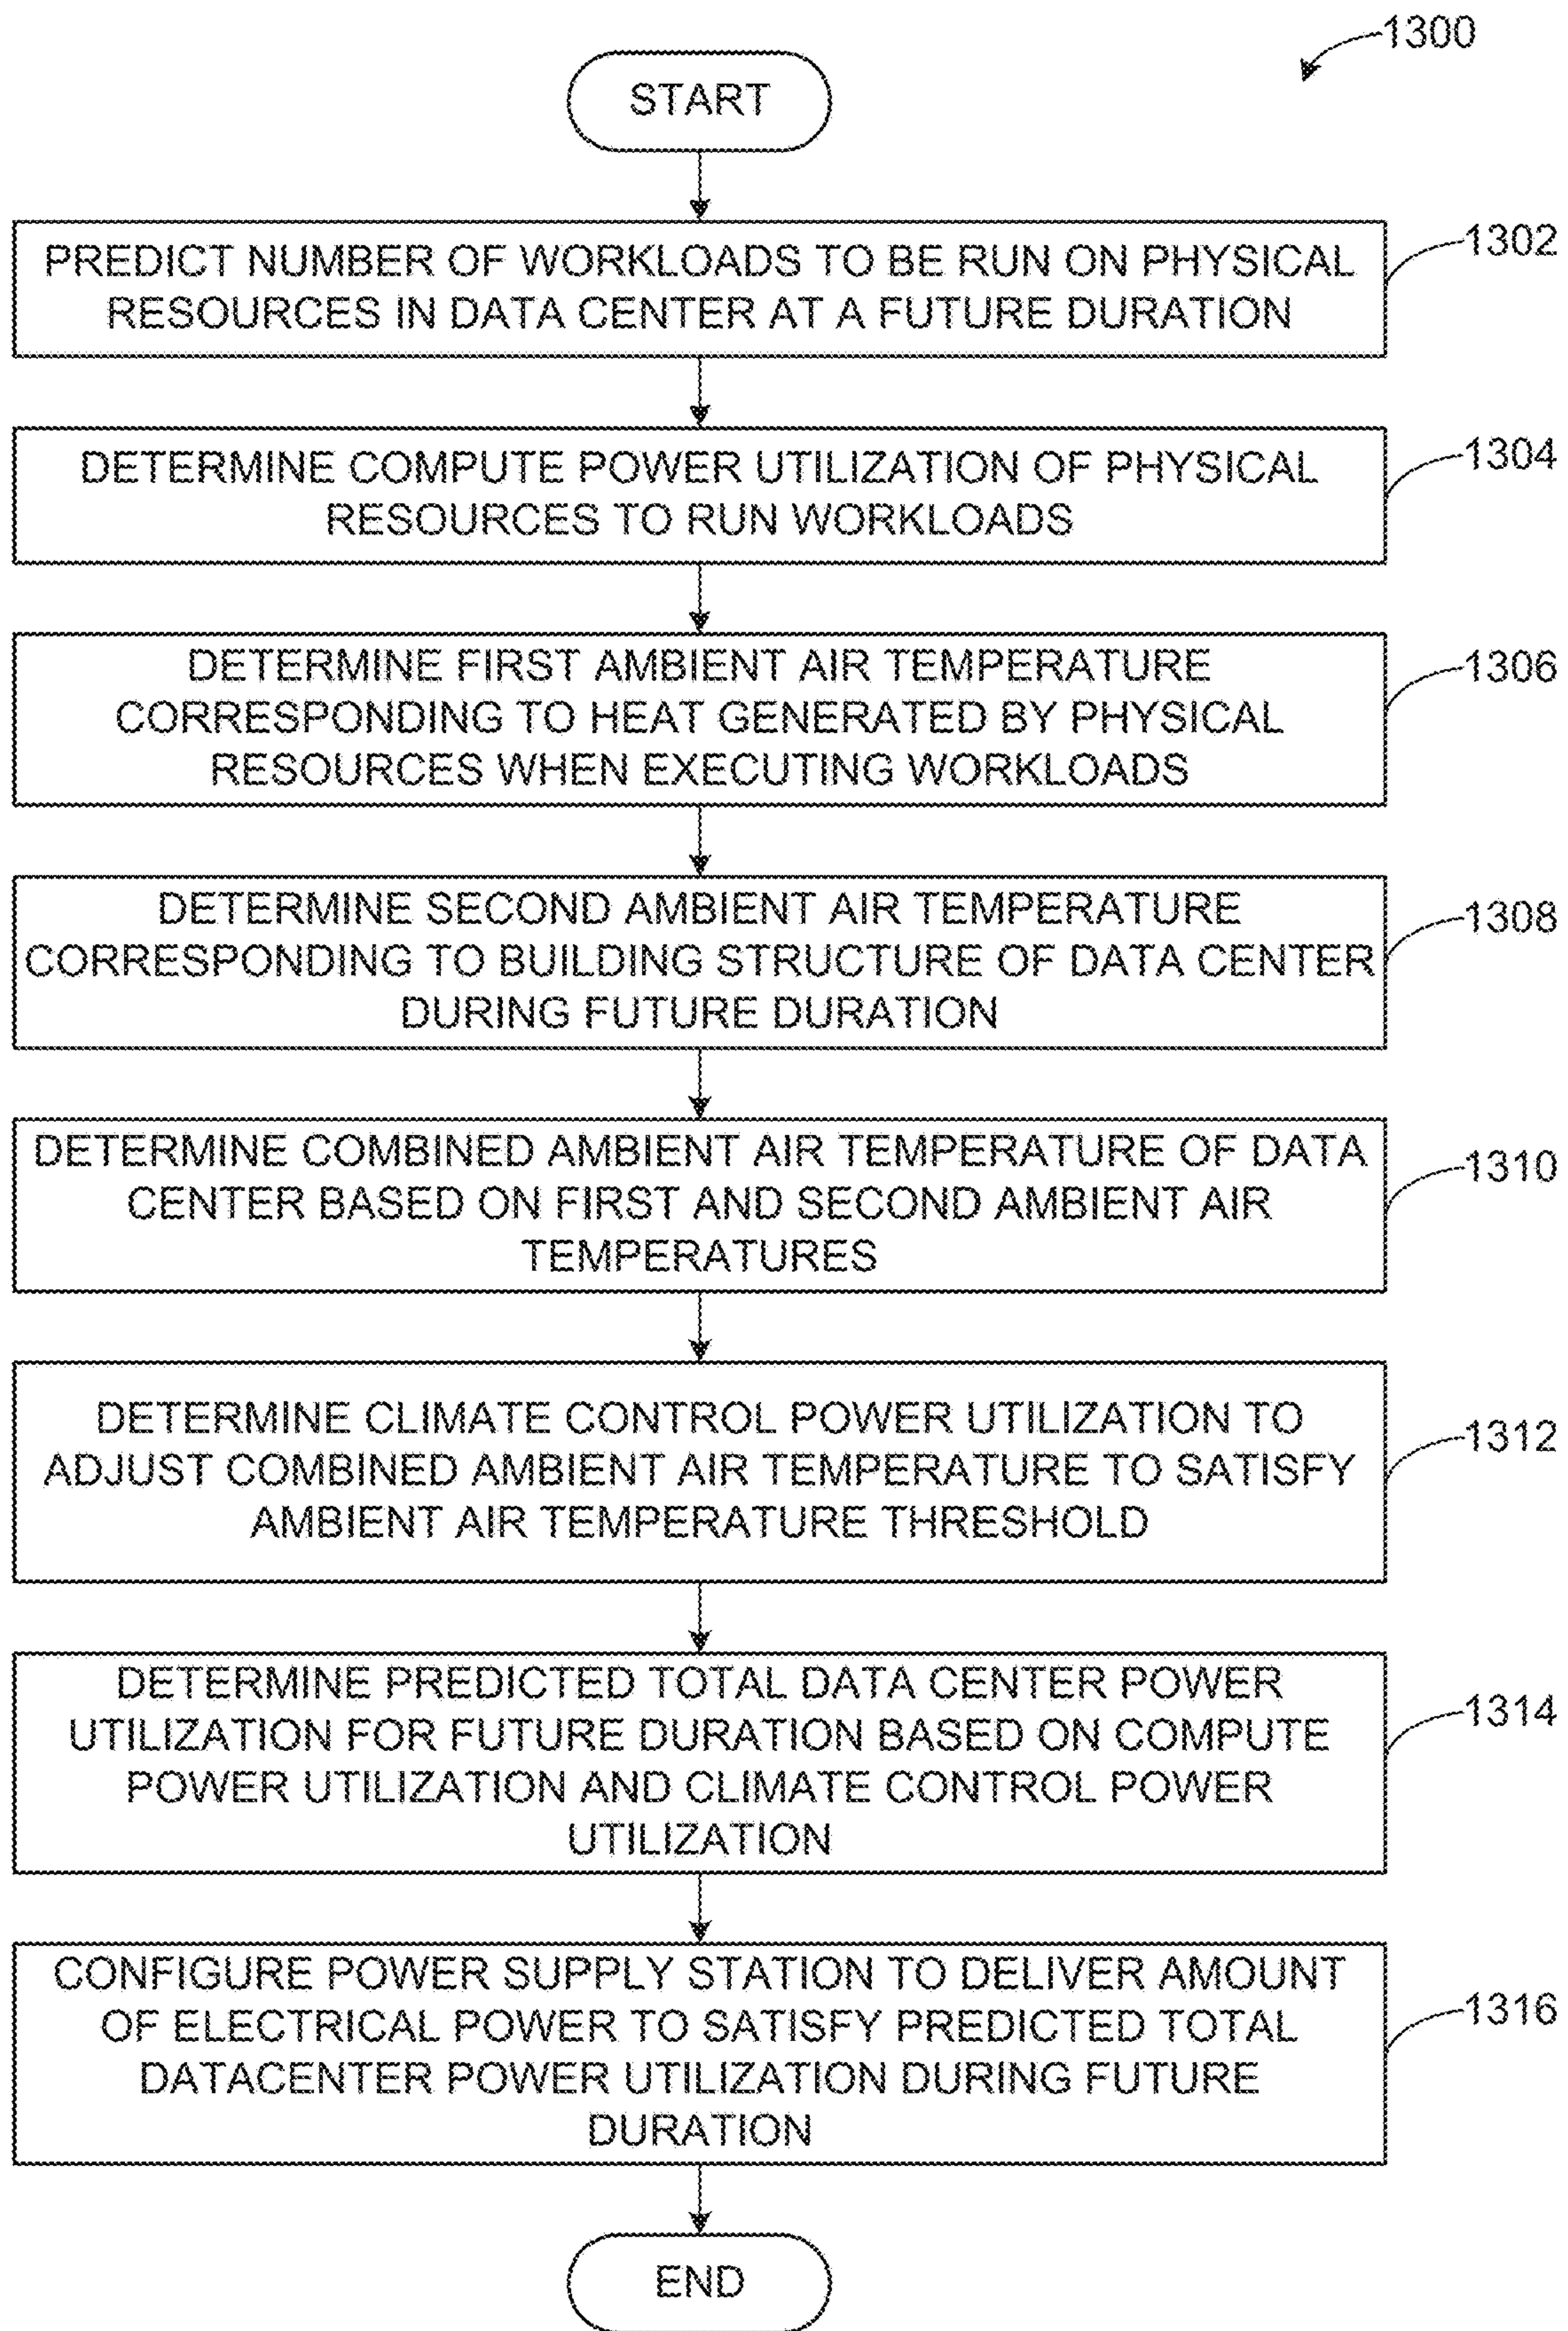 1300
START
PREDICT NUMBER OF WORKLOADS TO BE RUN ON PHYSICAL
RESOURCES IN DATA CENTER AT A FUTURE DURATION
1302
DETERMINE COMPUTE POWER UTILIZATION OF PHYSICAL
RESOURCES TO RUN WORKLOADS
1304
DETERMINE FIRST AMBIENT AIR TEMPERATURE
CORRESPONDING TO HEAT GENERATED BY PHYSICAL
RESOURCES WHEN EXECUTING WORKLOADS
1306
DETERMINE SECOND AMBIENT AIR TEMPERATURE
CORRESPONDING TO BUILDING STRUCTURE OF DATA CENTER
DURING FUTURE DURATION
1308
DETERMINE COMBINED AMBIENT AIR TEMPERATURE OF DATA
CENTER BASED ON FIRST AND SECOND AMBIENT AIR
TEMPERATURES
1310
DETERMINE CLIMATE CONTROL POWER UTILIZATION TO
ADJUST COMBINED AMBIENT AIR TEMPERATURE TO SATISFY
AMBIENT AIR TEMPERATURE THRESHOLD
1312
DETERMINE PREDICTED TOTAL DATA CENTER POWER
UTILIZATION FOR FUTURE DURATION BASED ON COMPUTE
POWER UTILIZATION AND CLIMATE CONTROL POWER
UTILIZATION
1314
CONFIGURE POWER SUPPLY STATION TO DELIVER AMOUNT
OF ELECTRICAL POWER TO SATISFY PREDICTED TOTAL
DATACENTER POWER UTILIZATION DURING FUTURE
DURATION
1316
END